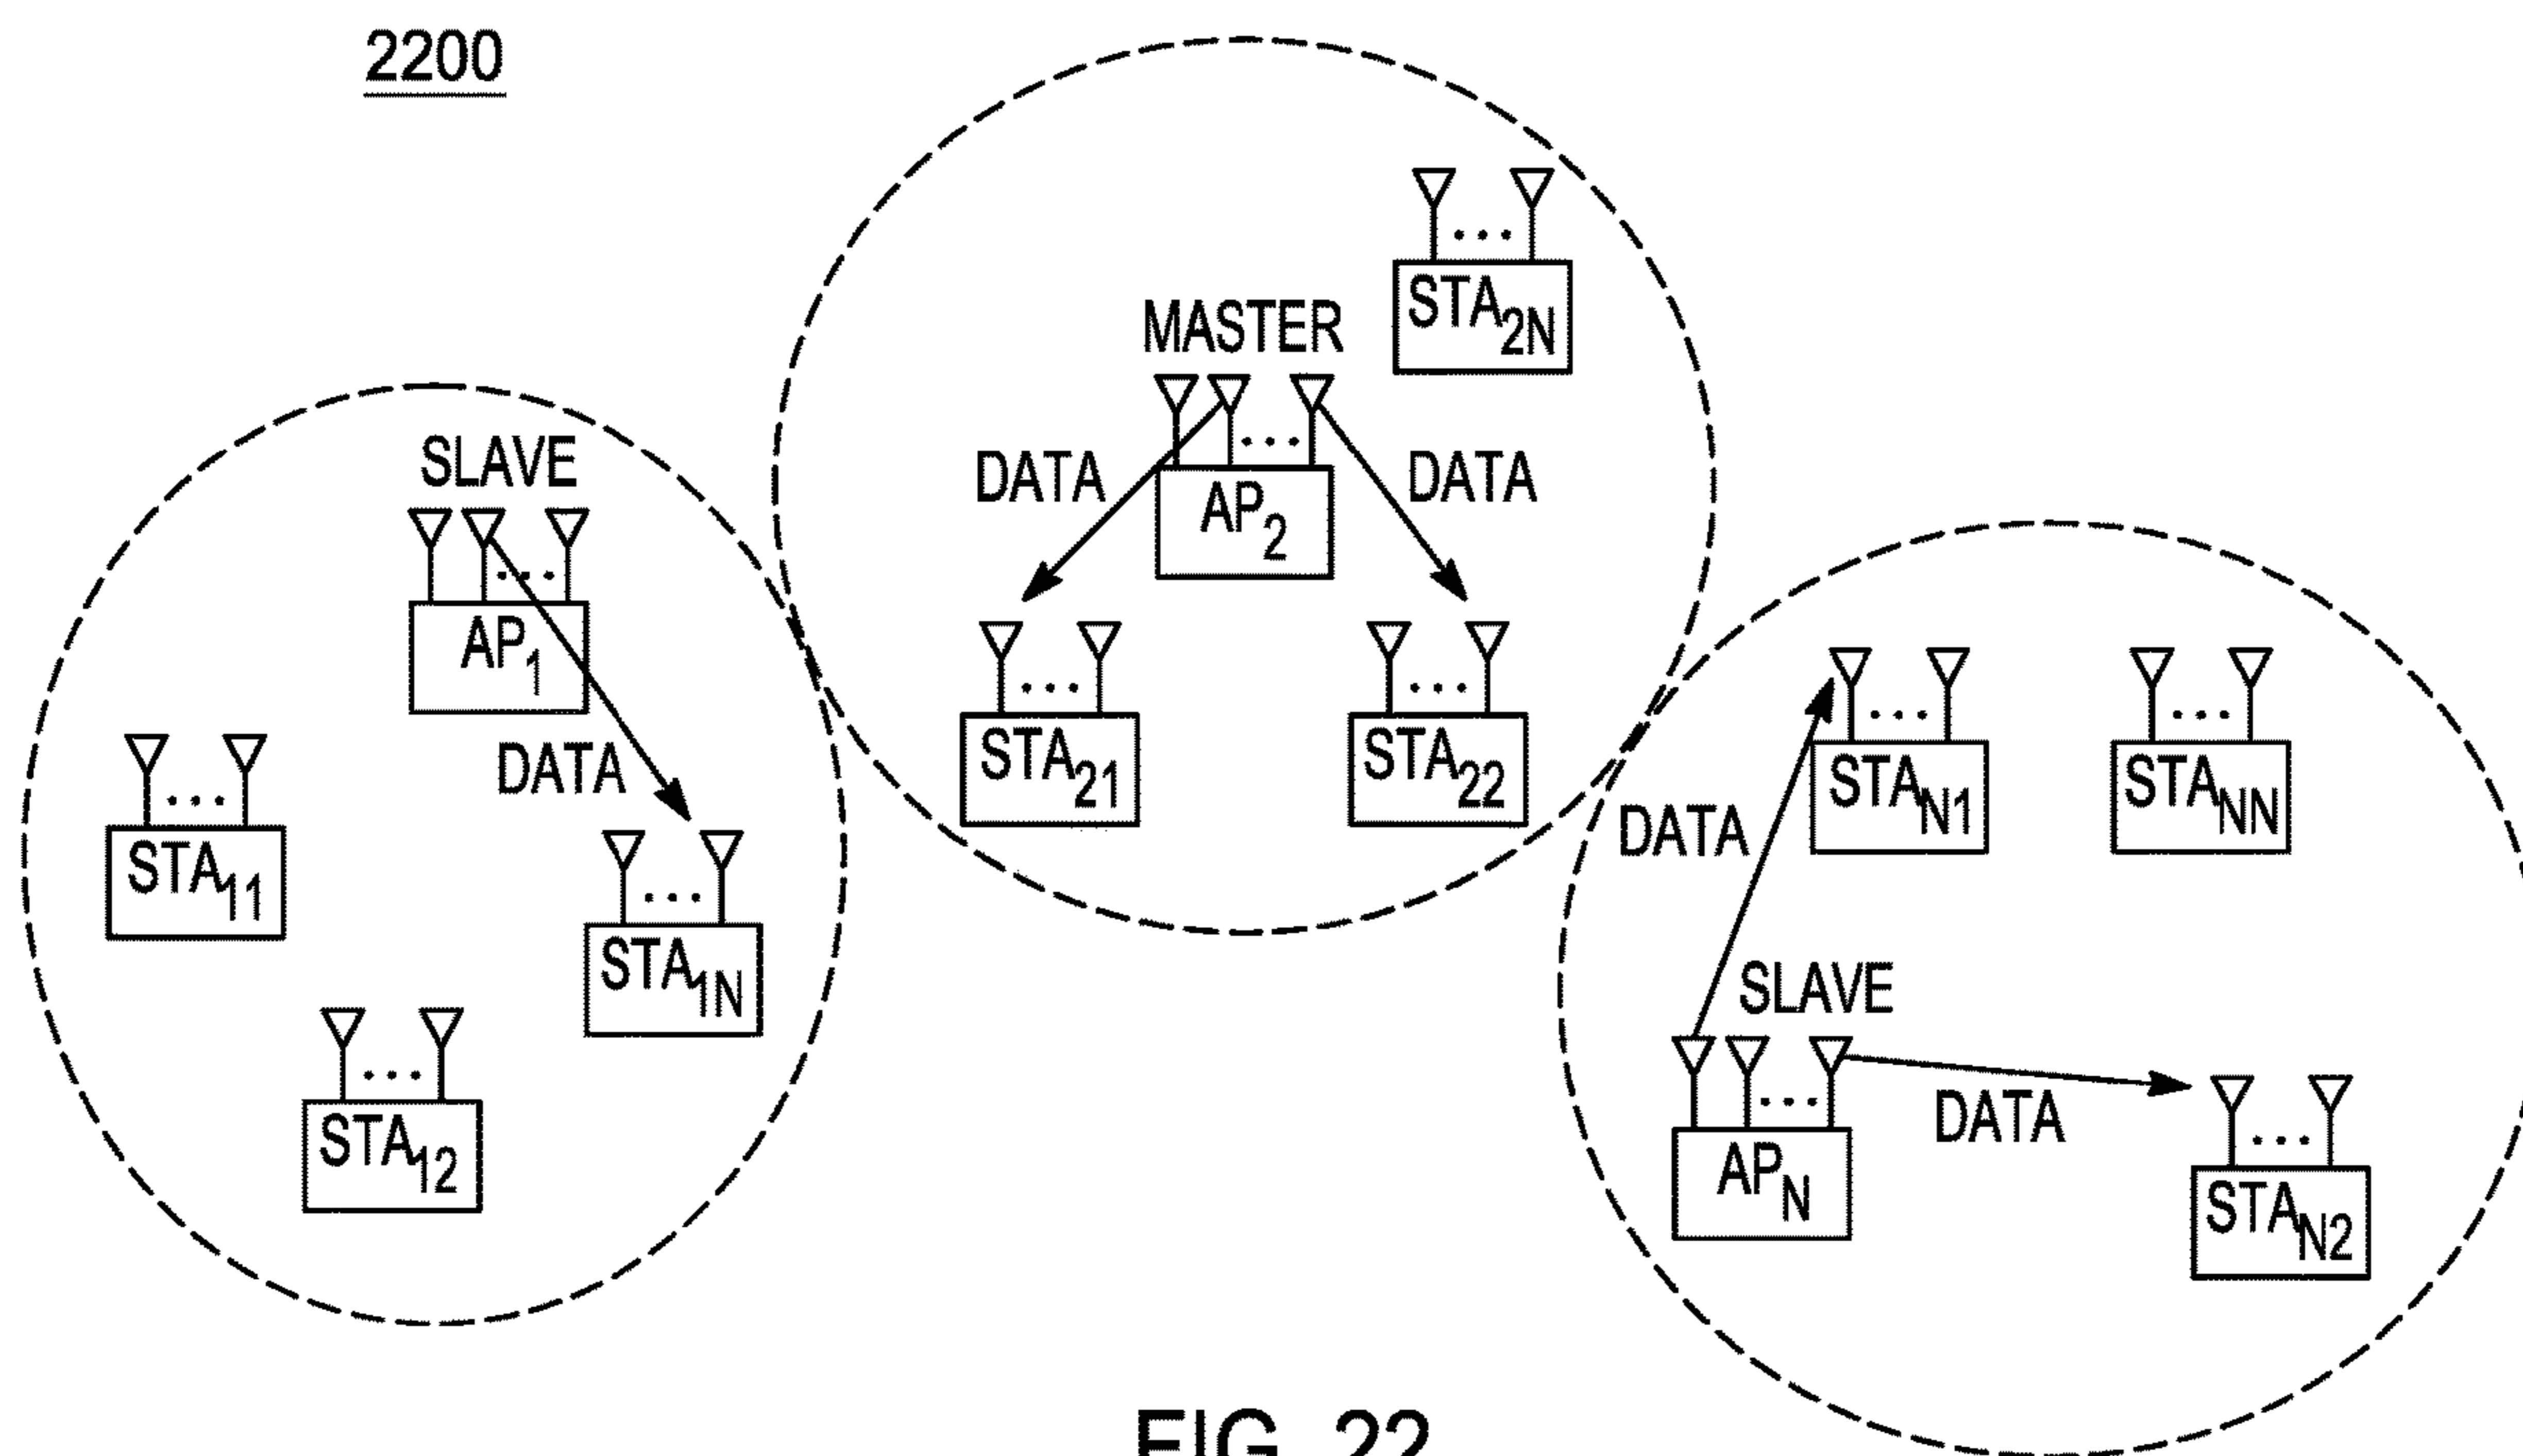 2200
SLAVE
AP1
DATA
STA11
STA1N
STA12
MASTER
STA2N
DATA
DATA
AP2
STA21
STA22
STAN1
STANN
DATA
SLAVE
APN
DATA
STAN2
FIG. 22